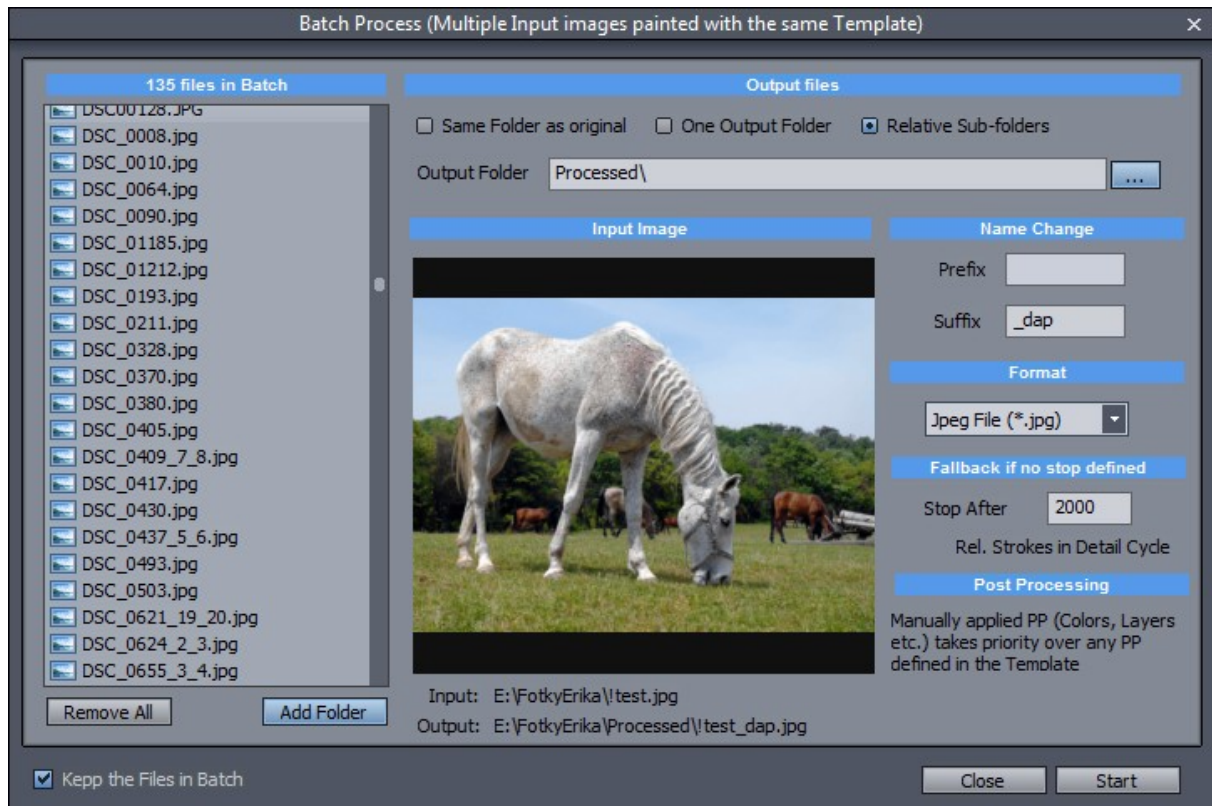 Batch Process (Multiple Input images painted with the same Template)
135 files in Batch
DSC00128.JPG
DSC_0008.jpg
DSC_0010.jpg
DSC_0064.jpg
DSC_0090.jpg
DSC_01185.jpg
DSC_01212.jpg
DSC_0193.jpg
DSC_0211.jpg
DSC_0328.jpg
DSC_0370.jpg
DSC_0380.jpg
DSC_0405.jpg
DSC_0409_7_8.jpg
DSC_0417.jpg
DSC_0430.jpg
DSC_0437_5_6.jpg
DSC_0493.jpg
DSC_0503.jpg
DSC_0621_19_20.jpg
DSC_0624_2_3.jpg
DSC_0655_3_4.jpg
Remove All Add Folder
Output files
Same Folder as original One Output Folder Relative Sub-folders
Output Folder Processed\ ...
Input Image
Input: E:\FotkyErika\!test.jpg
Output: E:\FotkyErika\Processed\!test_dap.jpg
Name Change
Prefix
Suffix _dap
Format
Jpeg File (*.jpg)
Fallback if no stop defined
Stop After 2000
Rel. Strokes in Detail Cycle
Post Processing
Manually applied PP (Colors, Layers
etc.) takes priority over any PP
defined in the Template
Kepp the Files in Batch
Close Start